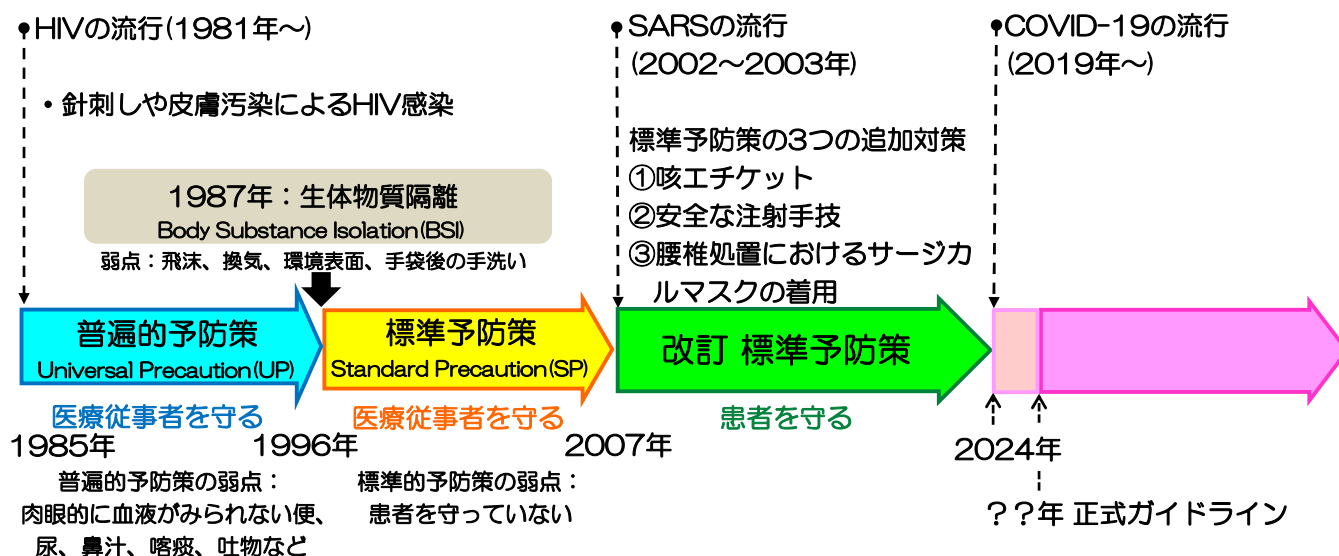 HIVの流行(1981年～)
・針刺しや皮膚汚染によるHIV感染
1987年：生体物質隔離
Body Substance Isolation(BSI)
弱点：飛沫、換気、環境表面、手袋後の手洗い
SARSの流行
(2002～2003年)
標準予防策の3つの追加対策
①咳エチケット
②安全な注射手技
③腰椎処置におけるサージカ
ルマスクの着用
COVID-19の流行
(2019年～)
普遍的予防策
Universal Precaution(UP)
標準予防策
Standard Precaution(SP)
改訂 標準予防策
医療従事者を守る
医療従事者を守る
患者を守る
1985年
1996年
2007年
2024年
普遍的予防策の弱点：
肉眼的に血液がみられない便、
尿、鼻汁、喀痰、吐物など
標準的予防策の弱点：
患者を守っていない
？？年 正式ガイドライン